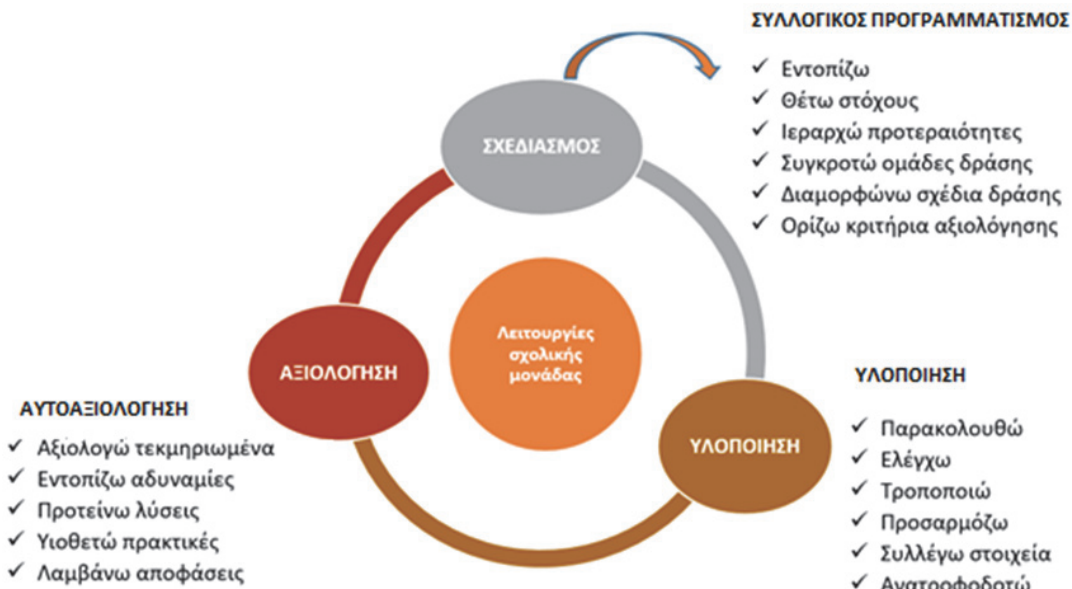 ΣΥΛΛΟΓΙΚΟΣ ΠΡΟΓΡΑΜΜΑΤΙΣΜΟΣ
✓ Εντοπίζω
✓ Θέτω στόχους
✓ Ιεραρχώ προτεραιότητες
✓ Συγκροτώ ομάδες δράσης
✓ Διαμορφώνω σχέδια δράσης
✓ Ορίζω κριτήρια αξιολόγησης
ΣΧΕΔΙΑΣΜΟΣ
Λειτουργίες
σχολικής
μονάδας
ΑΞΙΟΛΟΓΗΣΗ
ΥΛΟΠΟΙΗΣΗ
ΥΛΟΠΟΙΗΣΗ
✓ Παρακολουθώ
✓ Ελέγχω
✓ Τροποποιώ
✓ Προσαρμόζω
✓ Συλλέγω στοιχεία
✓ Ανατροφοδοτώ
ΑΥΤΟΑΞΙΟΛΟΓΗΣΗ
✓ Αξιολογώ τεκμηριωμένα
✓ Εντοπίζω αδυναμίες
✓ Προτείνω λύσεις
✓ Υιοθετώ πρακτικές
✓ Λαμβάνω αποφάσεις